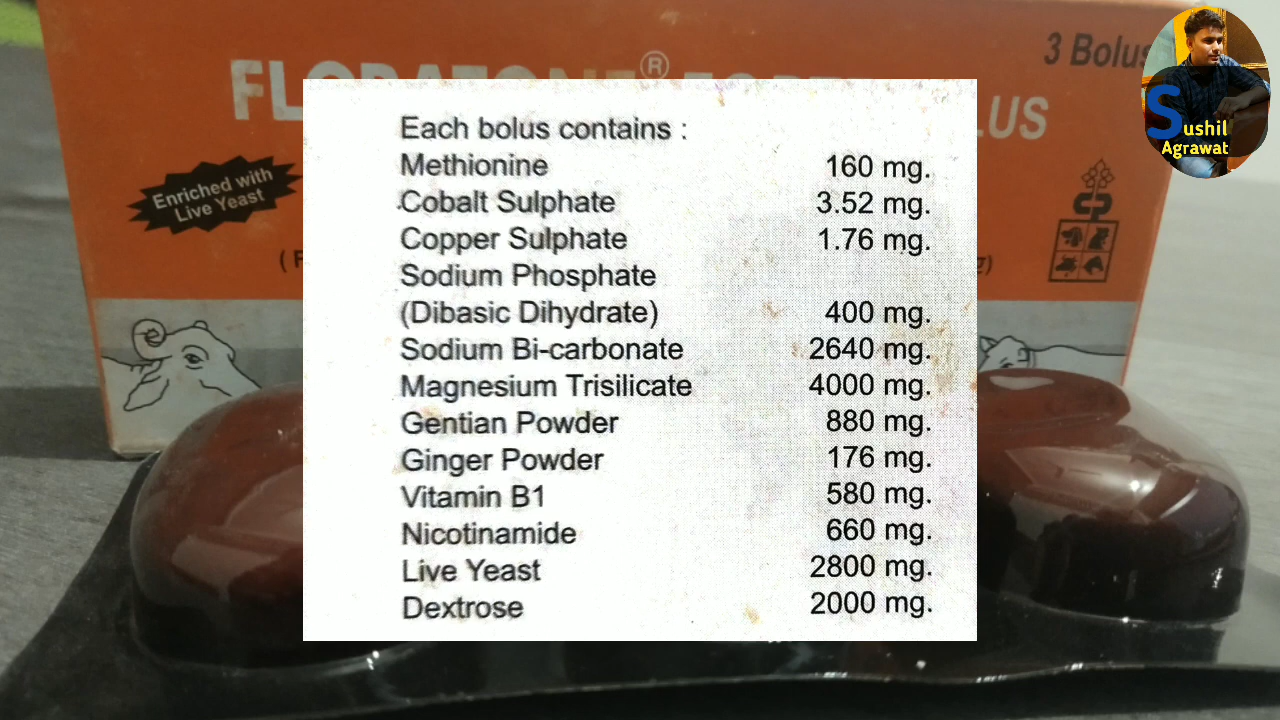 3 Bolus
Sushil
Agrawat
Enriched with
Live Yeast
Each bolus contains :
Methionine 160 mg.
Cobalt Sulphate 3.52 mg.
Copper Sulphate 1.76 mg.
Sodium Phosphate
(Dibasic Dihydrate) 400 mg.
Sodium Bi-carbonate 2640 mg.
Magnesium Trisilicate 4000 mg.
Gentian Powder 880 mg.
Ginger Powder 176 mg.
Vitamin B1 580 mg.
Nicotinamide 660 mg.
Live Yeast 2800 mg.
Dextrose 2000 mg.